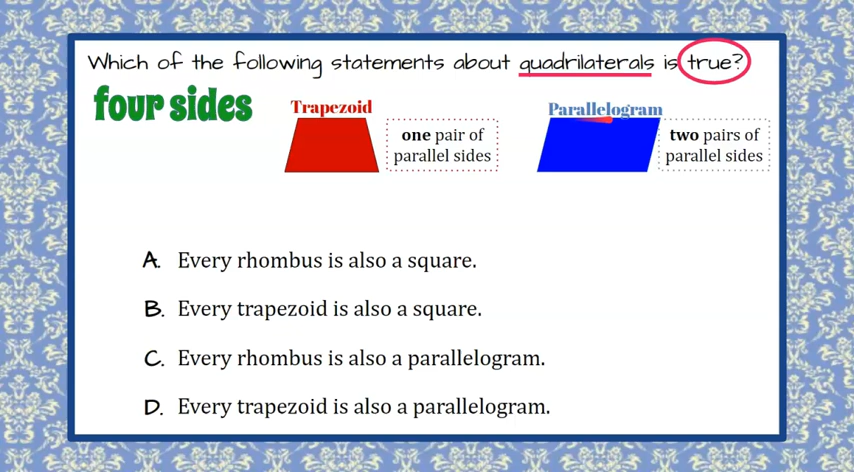 Which of the following statements about quadrilaterals is true?
four sides
Trapezoid
one pair of
parallel sides
Parallelogram
two pairs of
parallel sides
A. Every rhombus is also a square.
B. Every trapezoid is also a square.
C. Every rhombus is also a parallelogram.
D. Every trapezoid is also a parallelogram.